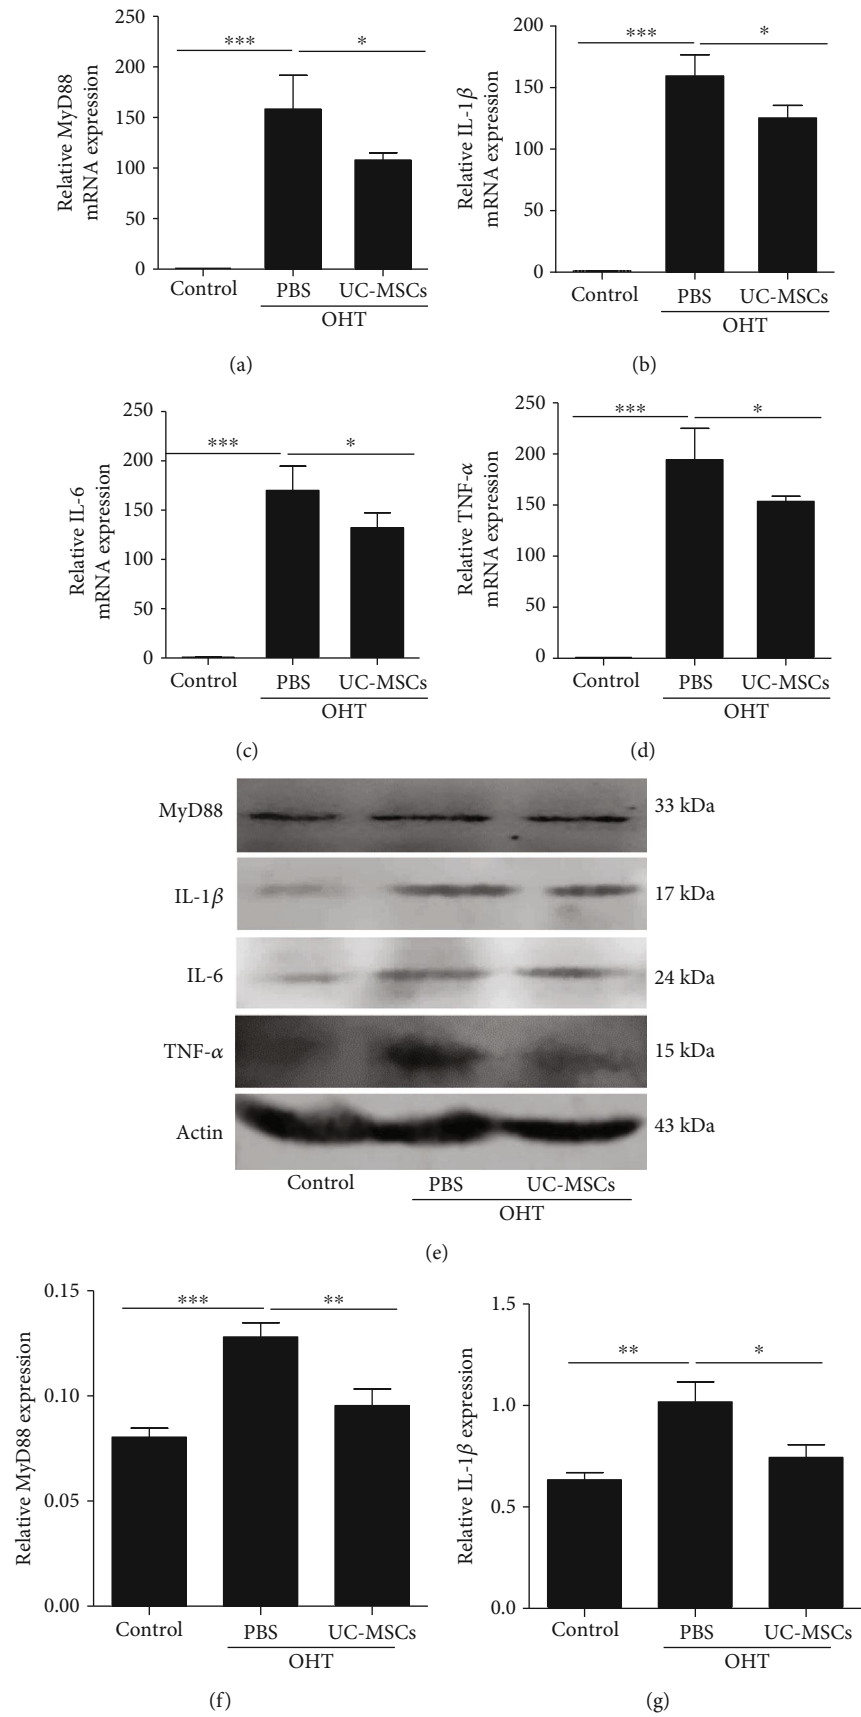 Relative MyD88
mRNA expression
250
200
150
100
50
0
***
*
Control
PBS
UC-MSCs
OHT
(a)
Relative IL-1β
mRNA expression
200
150
100
50
0
***
*
Control
PBS
UC-MSCs
OHT
(b)
Relative IL-6
mRNA expression
250
200
150
100
50
0
***
*
Control
PBS
UC-MSCs
OHT
(c)
Relative TNF-α
mRNA expression
250
200
150
100
50
0
***
*
Control
PBS
UC-MSCs
OHT
(d)
MyD88
33 kDa
IL-1β
17 kDa
IL-6
24 kDa
TNF-α
15 kDa
Actin
43 kDa
Control
PBS
UC-MSCs
OHT
(e)
Relative MyD88 expression
0.15
0.10
0.05
0.00
***
**
Control
PBS
UC-MSCs
OHT
(f)
Relative IL-1β expression
1.5
1.0
0.5
0.0
**
*
Control
PBS
UC-MSCs
OHT
(g)